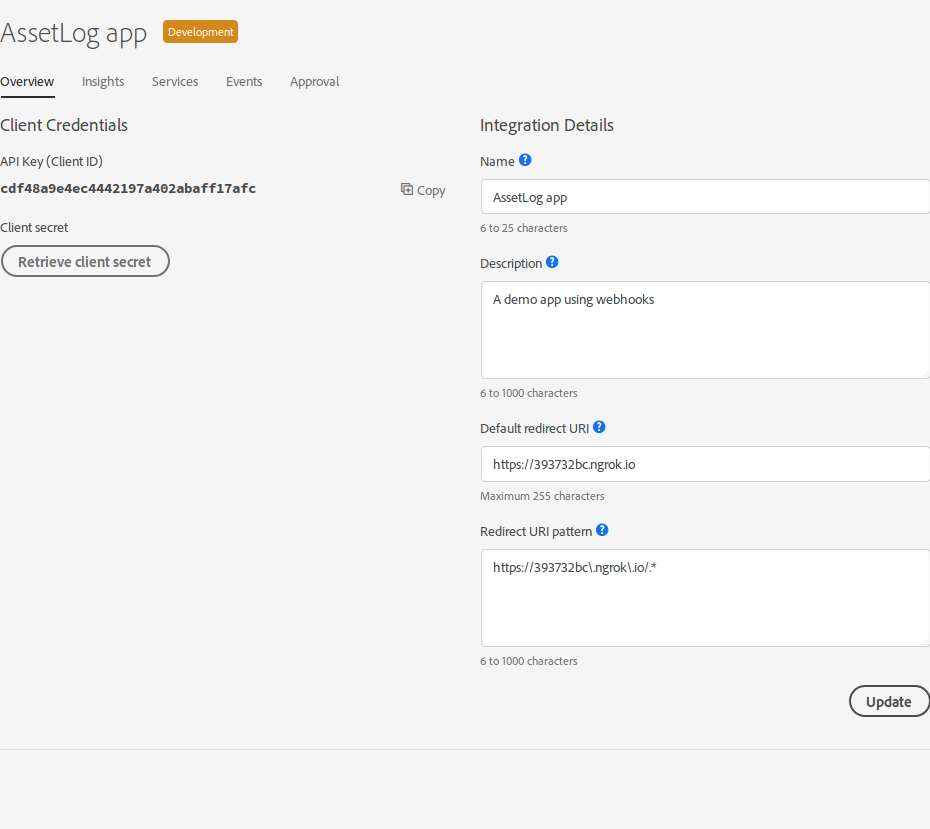 AssetLog app Development
Overview Insights Services Events Approval
Client Credentials
API Key (Client ID)
cdf48a9e4ec4442197a402abaff17afc Copy
Client secret
Retrieve client secret
Integration Details
Name ?
AssetLog app
6 to 25 characters
Description ?
A demo app using webhooks
6 to 1000 characters
Default redirect URI ?
https://393732bc.ngrok.io
Maximum 255 characters
Redirect URI pattern ?
https://393732bc\.ngrok\.io/.*
6 to 1000 characters
Update